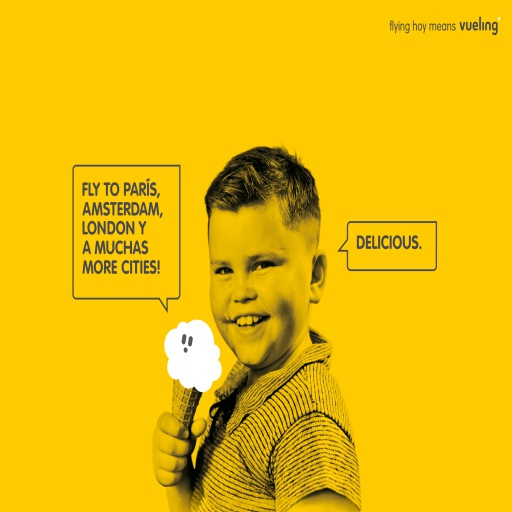 flying hoy means vueling
FLY TO PARÍS,
AMSTERDAM,
LONDON Y
A MUCHAS
MORE CITIES!
DELICIOUS.